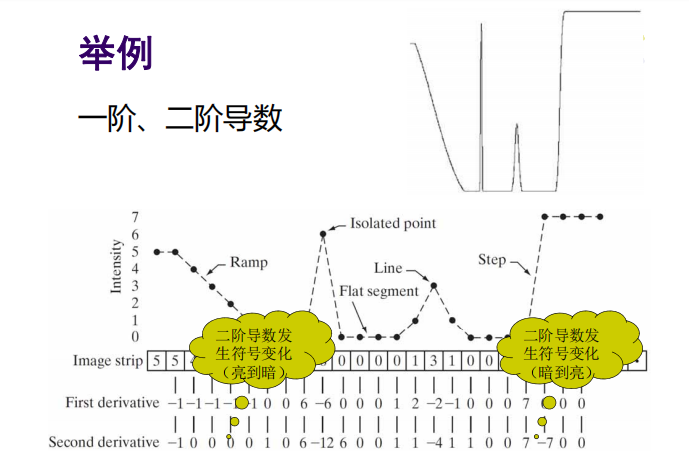 举例
一阶、二阶导数
7
6
5
4
3
2
1
0
Intensity
Ramp
Isolated point
Line
Flat segment
Step
二阶导数发
生符号变化
（亮到暗）
二阶导数发
生符号变化
（暗到亮）
Image strip 5 5 0 0 0 0 1 3 1 0 0
First derivative −1 −1 −1 −1 0 0 6 −6 0 0 0 1 2 −2 −1 0 0 0 7 0 0
Second derivative −1 0 0 0 0 1 0 6 −12 6 0 0 1 1 −4 1 1 0 0 7 −7 0 0